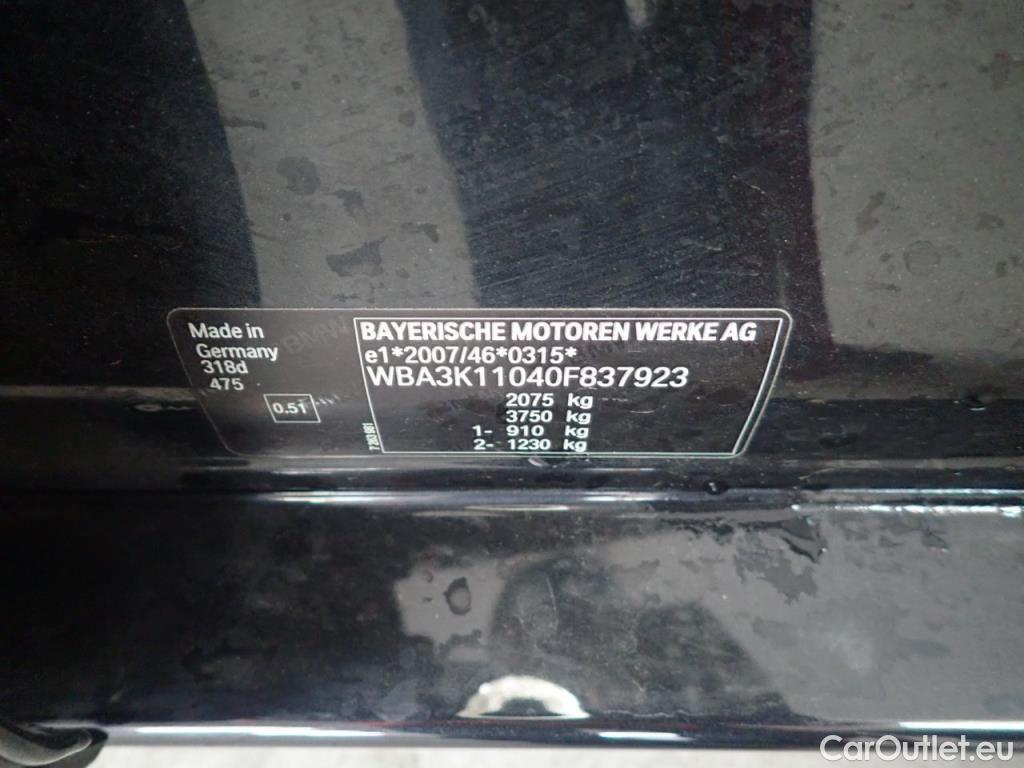 Made in
Germany
318d
475
0.51
BAYERISCHE MOTOREN WERKE AG
e1*2007/46*0315*
WBA3K11040F837923
2075 kg
3750 kg
1- 910 kg
2- 1230 kg
CarOutlet.eu